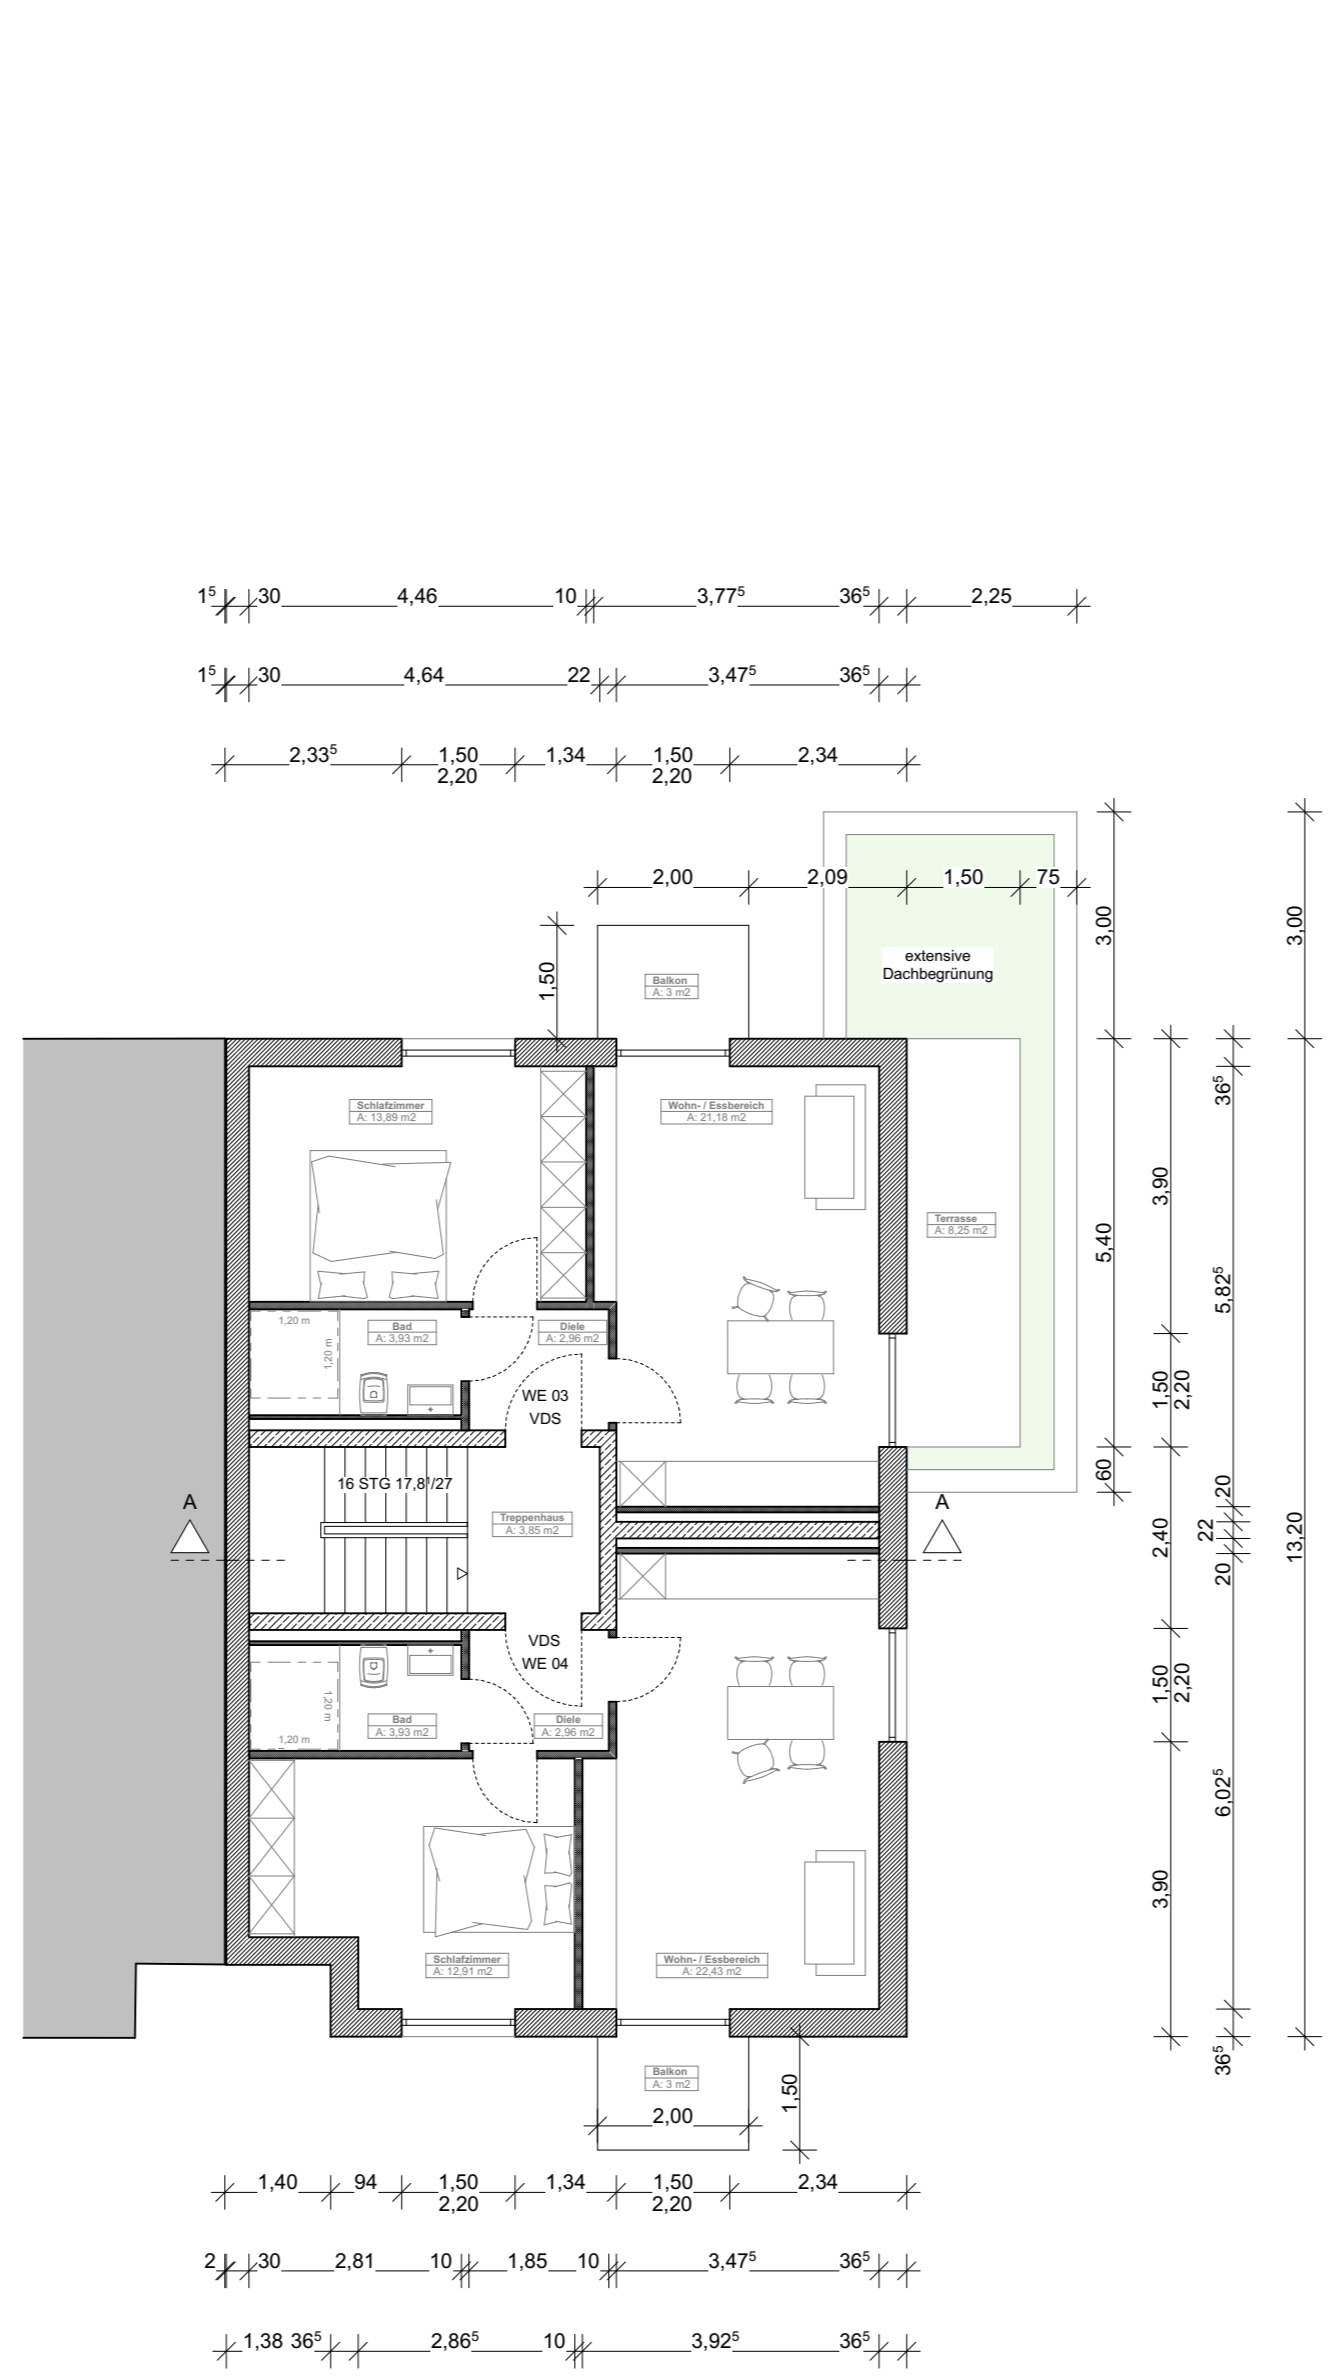 1⁵ 30 4,46 10 3,77⁵ 36⁵ 2,25
1⁵ 30 4,64 22 3,47⁵ 36⁵
2,33⁵ 1,50 1,34 1,50 2,34
2,20 2,20
2,00 2,09 1,50 75
3,00
3,00
1,50
extensive
Dachbegrünung
Balkon
A: 3 m2
36⁵
Schlafzimmer
A: 13,89 m2
Wohn- / Essbereich
A: 21,18 m2
3,90
Terrasse
A: 8,25 m2
5,40
5,82⁵
1,20 m
1,20 m
Bad
A: 3,93 m2
Diele
A: 2,96 m2
WE 03
VDS
1,50
2,20
16 STG 17,8¹/27
60
20
A
A
Treppenhaus
A: 3,85 m2
2,40
22
13,20
20
VDS
WE 04
1,50
2,20
1,20 m
1,20 m
Bad
A: 3,93 m2
Diele
A: 2,96 m2
6,02⁵
3,90
Schlafzimmer
A: 12,91 m2
Wohn- / Essbereich
A: 22,43 m2
36⁵
Balkon
A: 3 m2
1,50
2,00
1,40 94 1,50 1,34 1,50 2,34
2,20 2,20
2 30 2,81 10 1,85 10 3,47⁵ 36⁵
1,38 36⁵ 2,86⁵ 10 3,92⁵ 36⁵